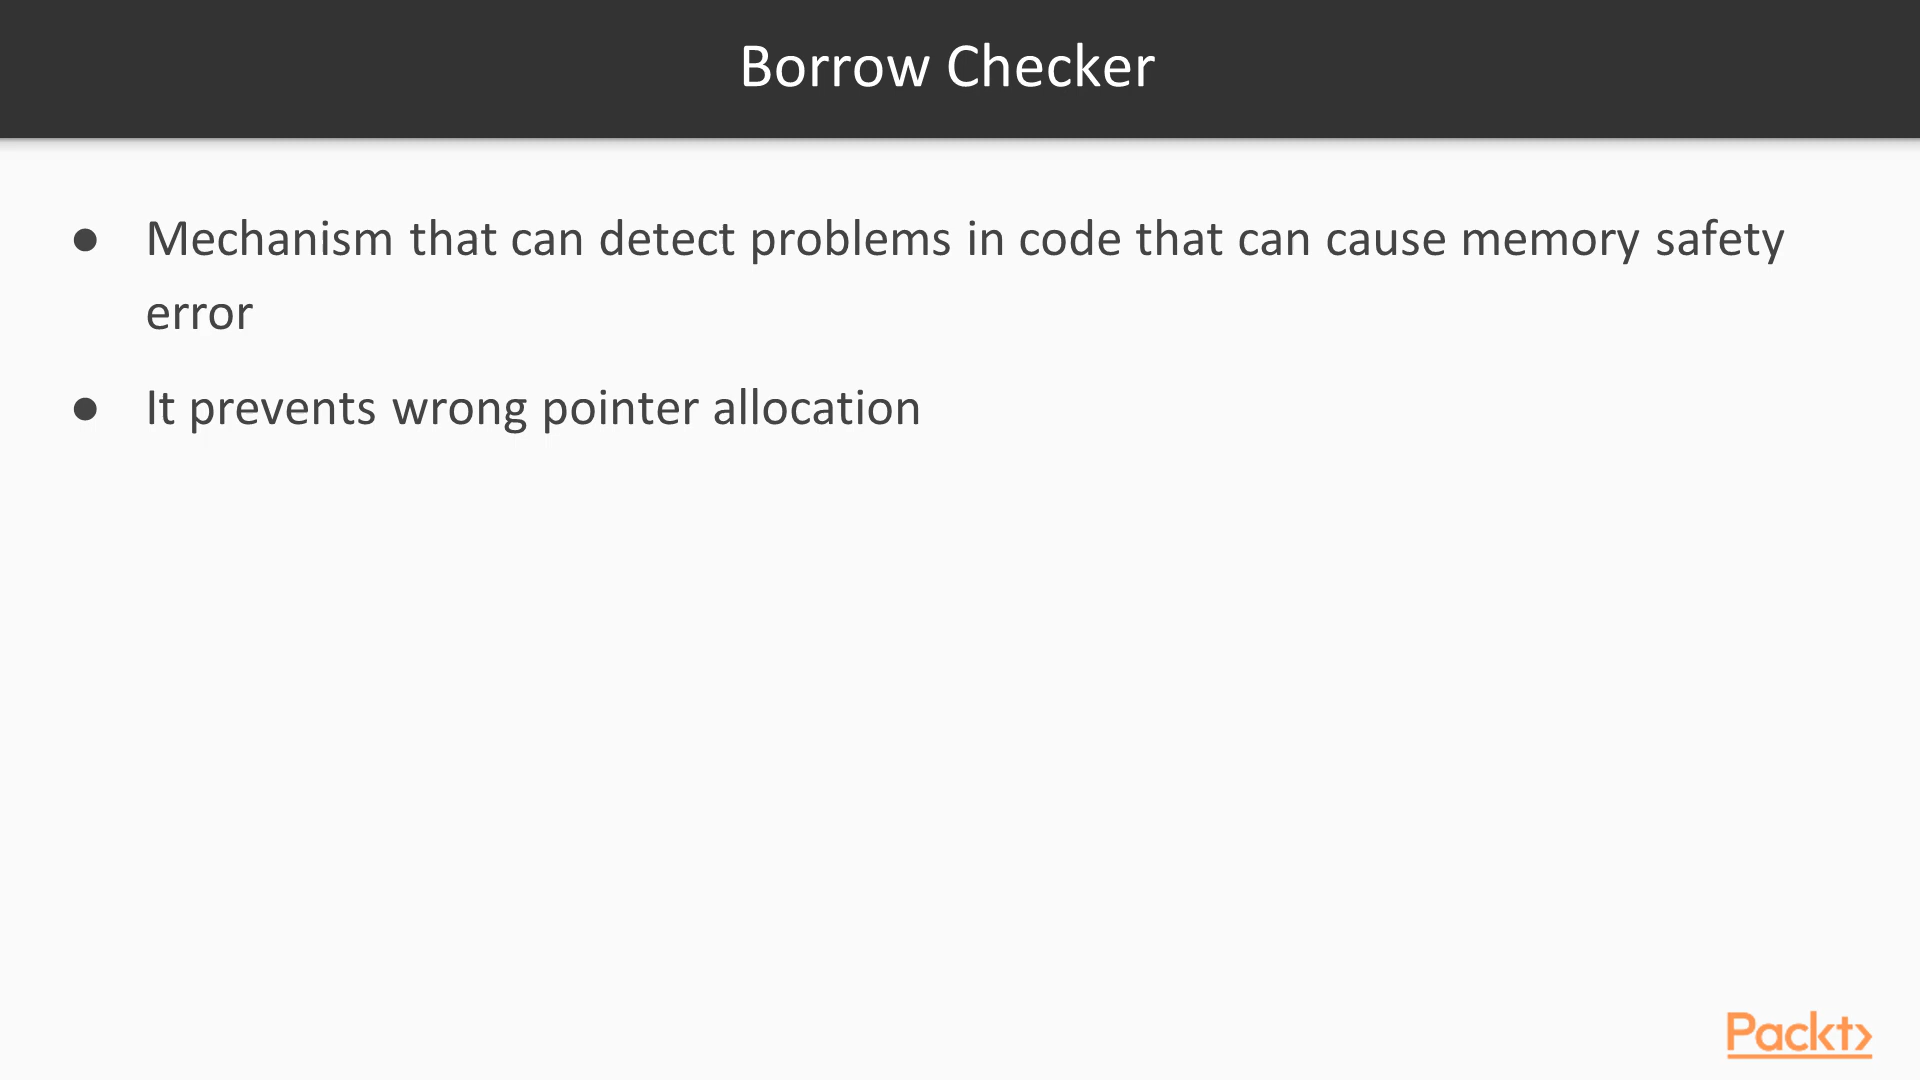 Borrow Checker
● Mechanism that can detect problems in code that can cause memory safety
error
● It prevents wrong pointer allocation
Packt>